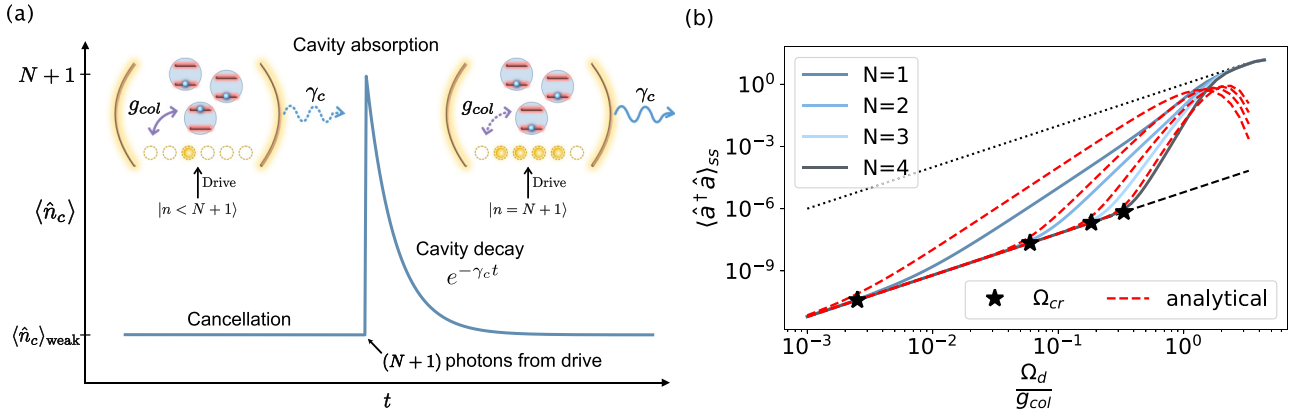 (a)
Cavity absorption
N + 1
g_col
γ_c
Drive
|n < N+1⟩
g_col
γ_c
Drive
|n = N+1⟩
⟨n̂_c⟩
Cavity decay
e^{−γ_c t}
Cancellation
⟨n̂_c⟩_weak
(N + 1) photons from drive
t
(b)
N=1
N=2
N=3
N=4
⟨â†â⟩_ss
10^0
10^−3
10^−6
10^−9
Ω_cr
analytical
10^−3
10^−2
10^−1
10^0
Ω_d
g_col